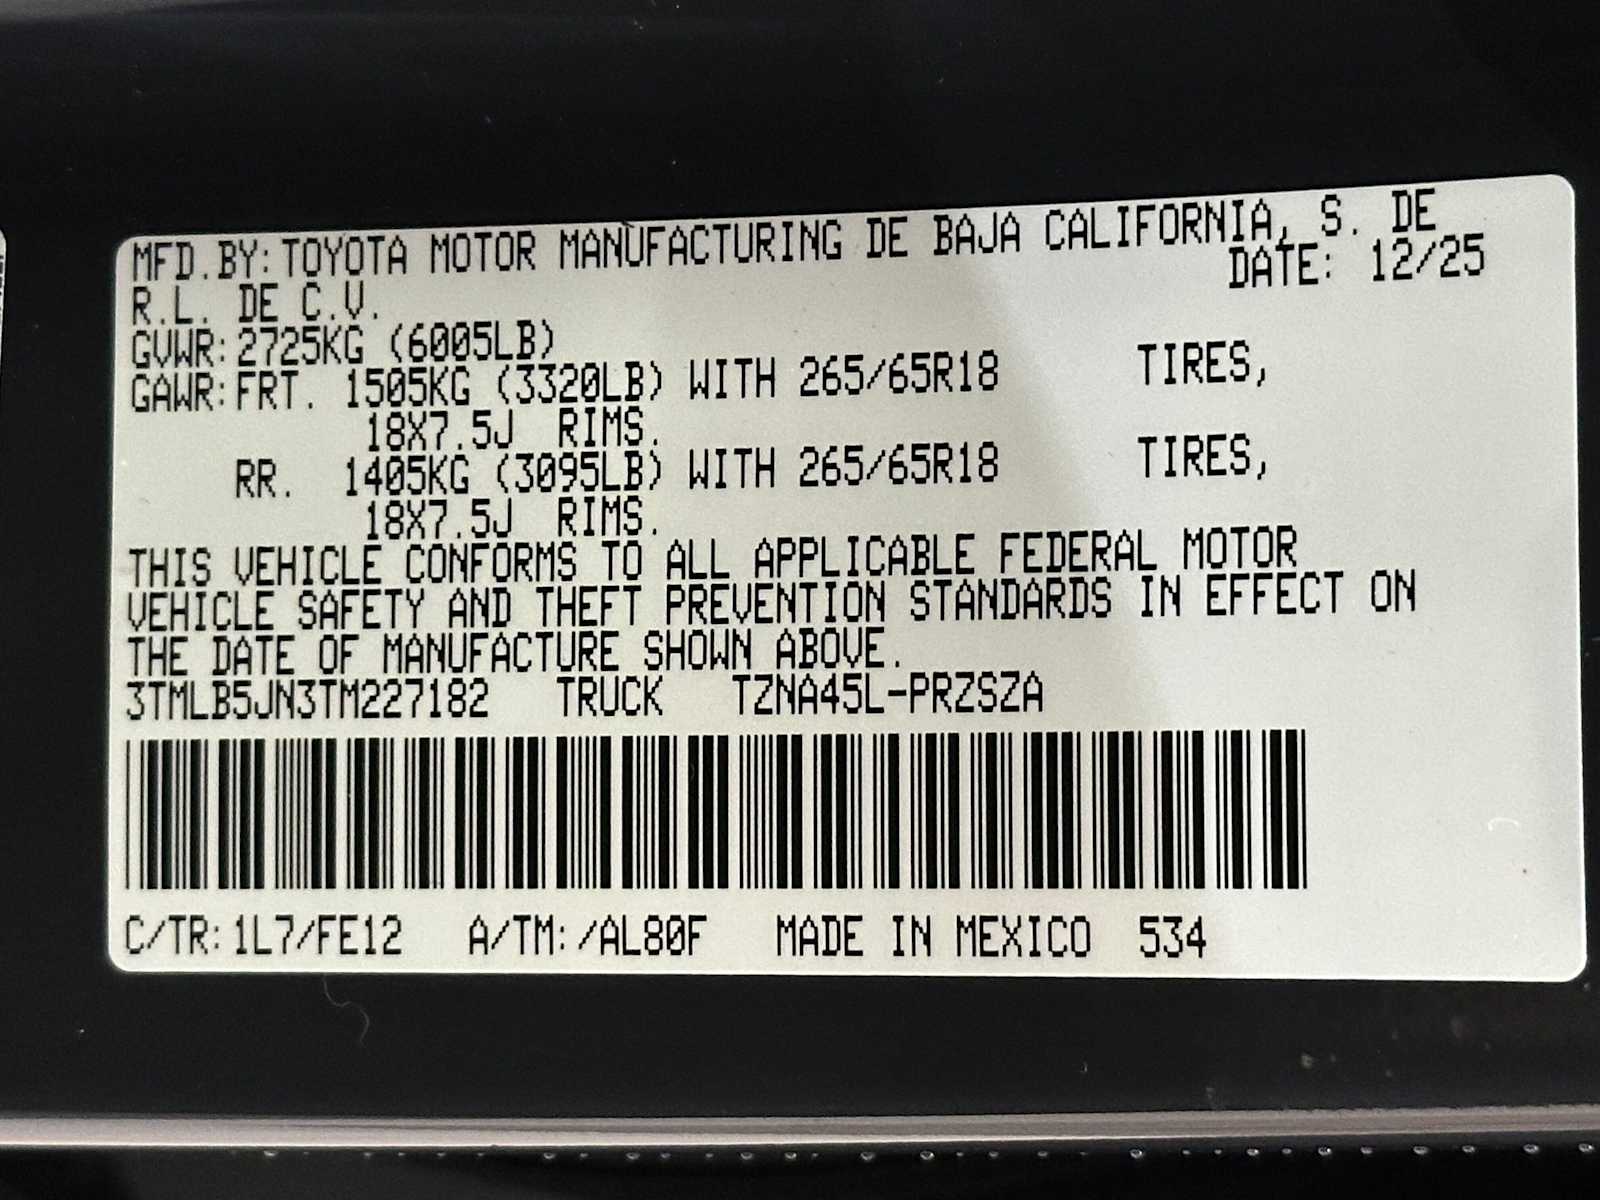 MFD.BY:TOYOTA MOTOR MANUFACTURING DE BAJA CALIFORNIA, S. DE
R.L. DE C.V. DATE: 12/25
GVWR:2725KG (6005LB)
GAWR:FRT. 1505KG (3320LB) WITH 265/65R18 TIRES,
18X7.5J RIMS.
RR. 1405KG (3095LB) WITH 265/65R18 TIRES,
18X7.5J RIMS.
THIS VEHICLE CONFORMS TO ALL APPLICABLE FEDERAL MOTOR
VEHICLE SAFETY AND THEFT PREVENTION STANDARDS IN EFFECT ON
THE DATE OF MANUFACTURE SHOWN ABOVE.
3TMLB5JN3TM227182 TRUCK TZNA45L-PRZSZA
C/TR:1L7/FE12 A/TM:/AL80F MADE IN MEXICO 534